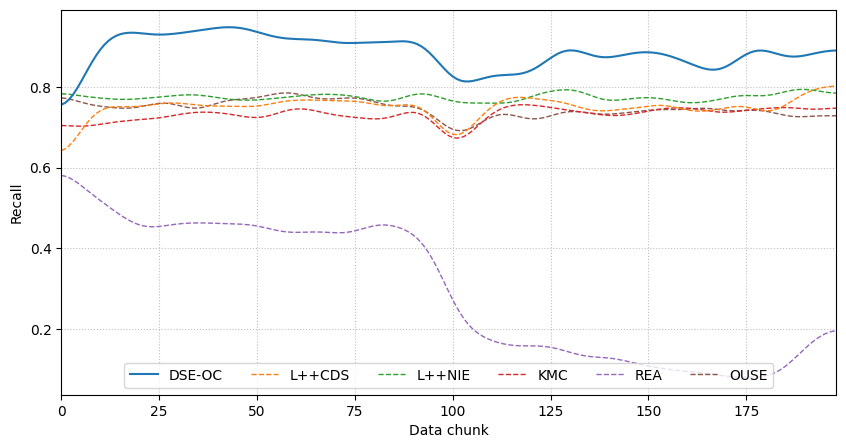 0.8
0.6
0.4
0.2
Recall
DSE-OC L++CDS L++NIE KMC REA OUSE
0 25 50 75 100 125 150 175
Data chunk